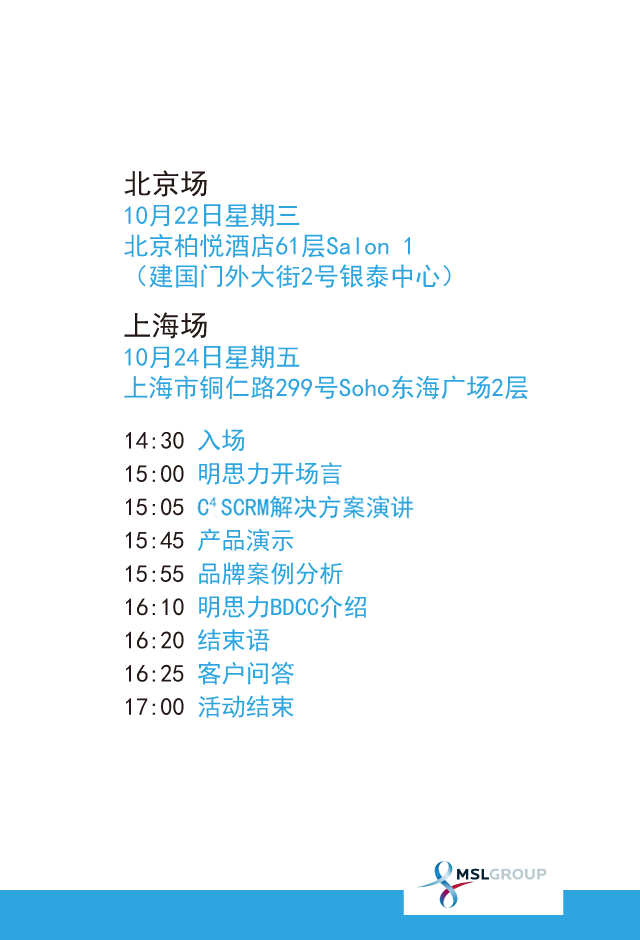 北京场
10月22日星期三
北京柏悦酒店61层Salon 1
（建国门外大街2号银泰中心）
上海场
10月24日星期五
上海市铜仁路299号Soho东海广场2层
14:30 入场
15:00 明思力开场言
15:05 C⁴ SCRM解决方案演讲
15:45 产品演示
15:55 品牌案例分析
16:10 明思力BDCC介绍
16:20 结束语
16:25 客户问答
17:00 活动结束
MSLGROUP